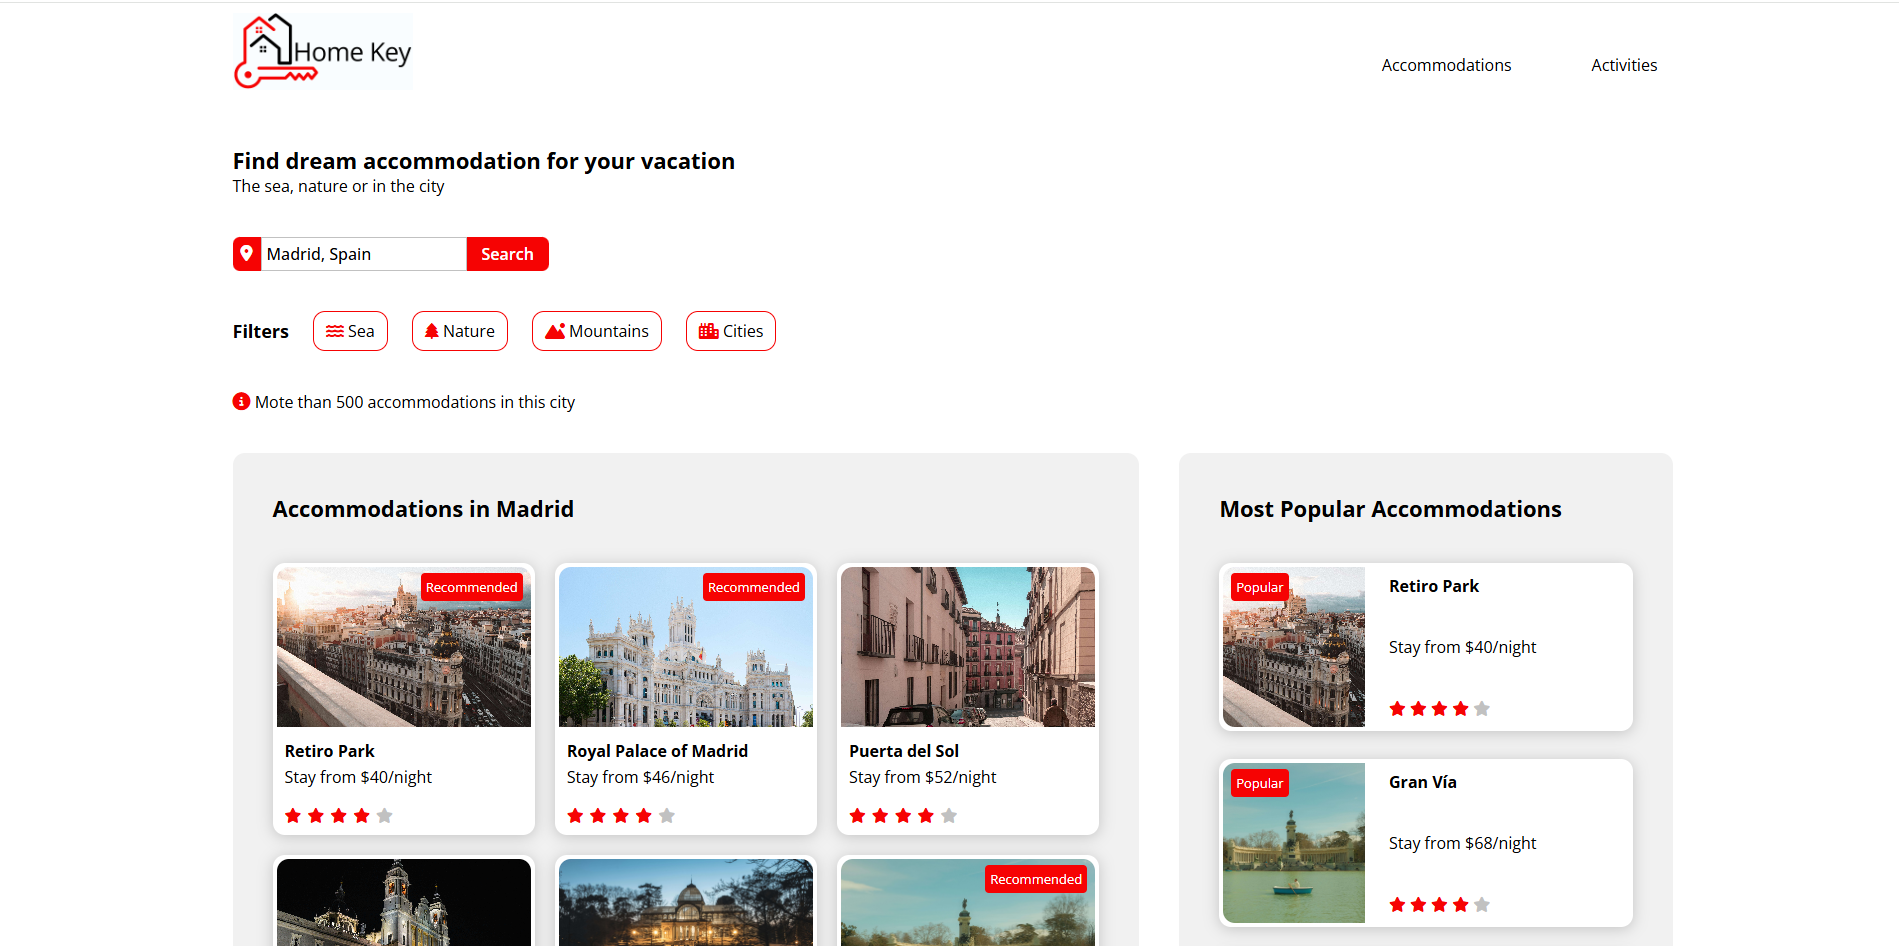 Home Key
Accommodations
Activities
Find dream accommodation for your vacation
The sea, nature or in the city
Madrid, Spain
Search
Filters
Sea
Nature
Mountains
Cities
Mote than 500 accommodations in this city
Accommodations in Madrid
Recommended
Retiro Park
Stay from $40/night
Recommended
Royal Palace of Madrid
Stay from $46/night
Puerta del Sol
Stay from $52/night
Recommended
Most Popular Accommodations
Popular
Retiro Park
Stay from $40/night
Popular
Gran Vía
Stay from $68/night